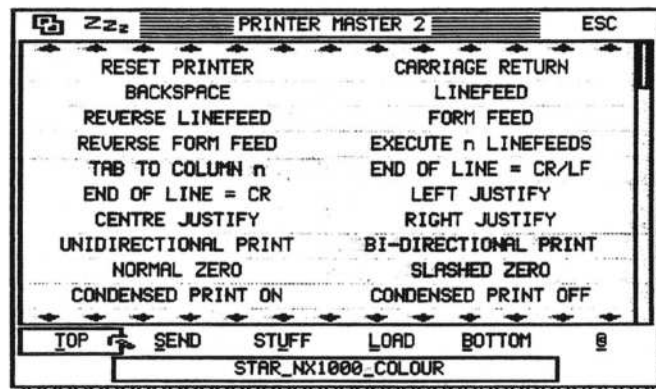 Zzz PRINTER MASTER 2 ESC
RESET PRINTER CARRIAGE RETURN
BACKSPACE LINEFEED
REVERSE LINEFEED FORM FEED
REVERSE FORM FEED EXECUTE n LINEFEEDS
TAB TO COLUMN n END OF LINE = CR/LF
END OF LINE = CR LEFT JUSTIFY
CENTRE JUSTIFY RIGHT JUSTIFY
UNIDIRECTIONAL PRINT BI-DIRECTIONAL PRINT
NORMAL ZERO SLASHED ZERO
CONDENSED PRINT ON CONDENSED PRINT OFF
TOP SEND STUFF LOAD BOTTOM @
STAR_NX1000_COLOUR